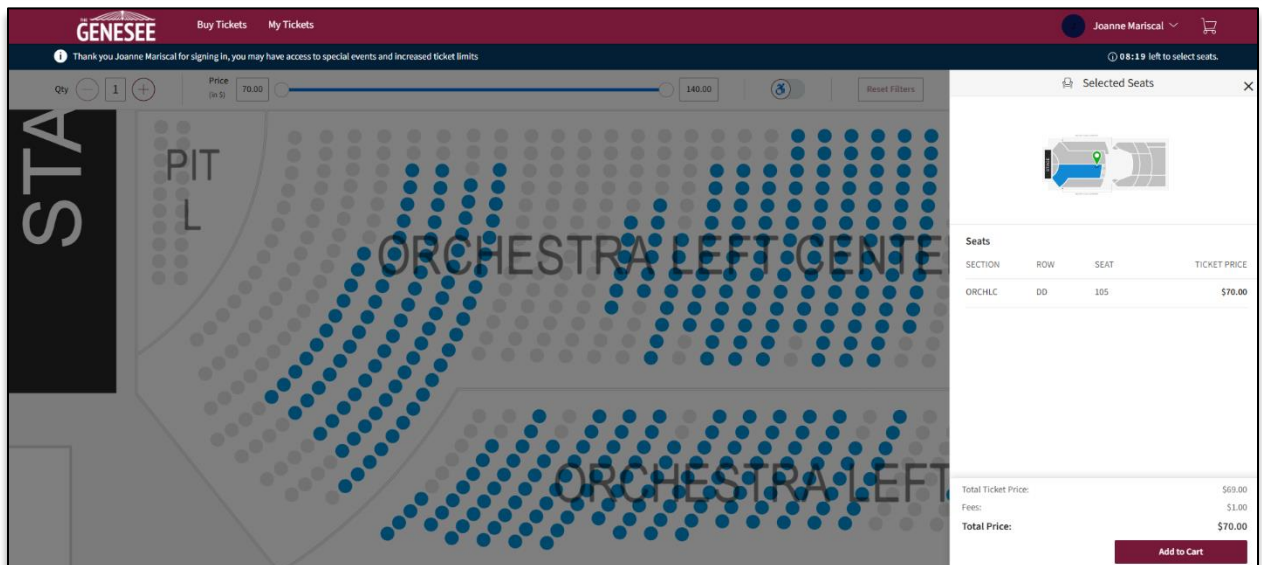 THE
GENESEE
Buy Tickets My Tickets
Joanne Mariscal
Thank you Joanne Mariscal for signing in, you may have access to special events and increased ticket limits
08:19 left to select seats.
Qty 1 Price (in $) 70.00 140.00 Reset Filters
Selected Seats
STA
PIT
L
ORCHESTRA LEFT CENTE
ORCHESTRA LEFT
Seats
SECTION ROW SEAT TICKET PRICE
ORCHLC DD 105 $70.00
Total Ticket Price: $69.00
Fees: $1.00
Total Price: $70.00
Add to Cart